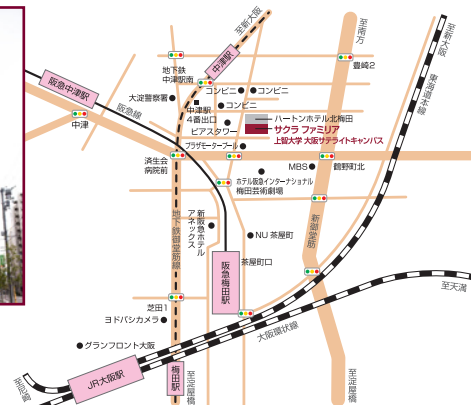 至新大阪
至南方
至新大阪
地下鉄
中津駅南
中津駅
豊崎2
東海道本線
阪急中津駅
大淀警察署
コンビニ
コンビニ
コンビニ
阪急線
中津
中津駅
4番出口
ピアスタワー
ハートンホテル北梅田
サクラ ファミリア
上智大学 大阪サテライトキャンパス
プラザモータープール
済生会
病院前
MBS
鶴野町北
ホテル阪急インターナショナル
梅田芸術劇場
地下鉄御堂筋線
新阪急ホテル
アネックス
新御堂筋
NU 茶屋町
茶屋町口
阪急梅田駅
至天満
芝田1
ヨドバシカメラ
大阪環状線
グランフロント大阪
JR大阪駅
至尼崎
梅田駅
至淀屋橋
至淀屋橋